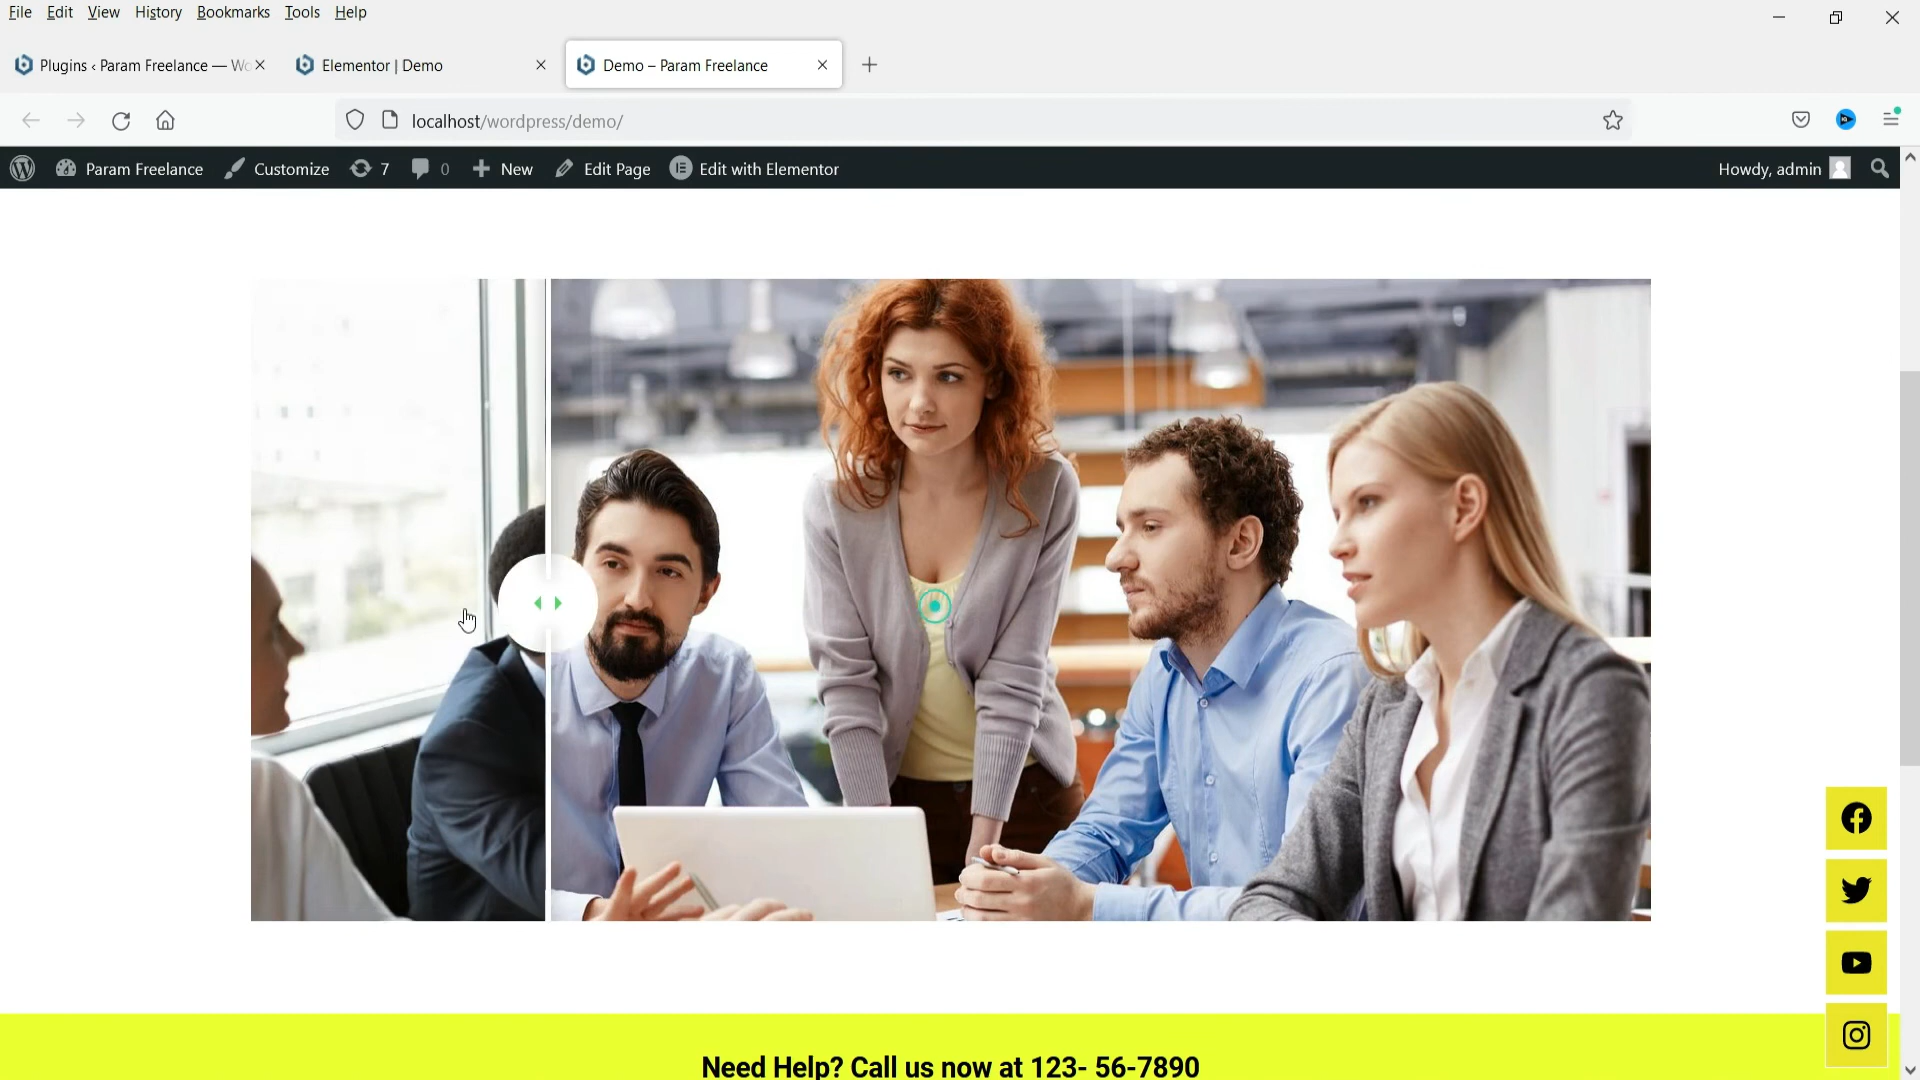 File Edit View History Bookmarks Tools Help
Plugins ‹ Param Freelance — Wo
Elementor | Demo
Demo – Param Freelance
localhost/wordpress/demo/
Param Freelance Customize 7 0 New Edit Page Edit with Elementor Howdy, admin
Need Help? Call us now at 123- 56-7890